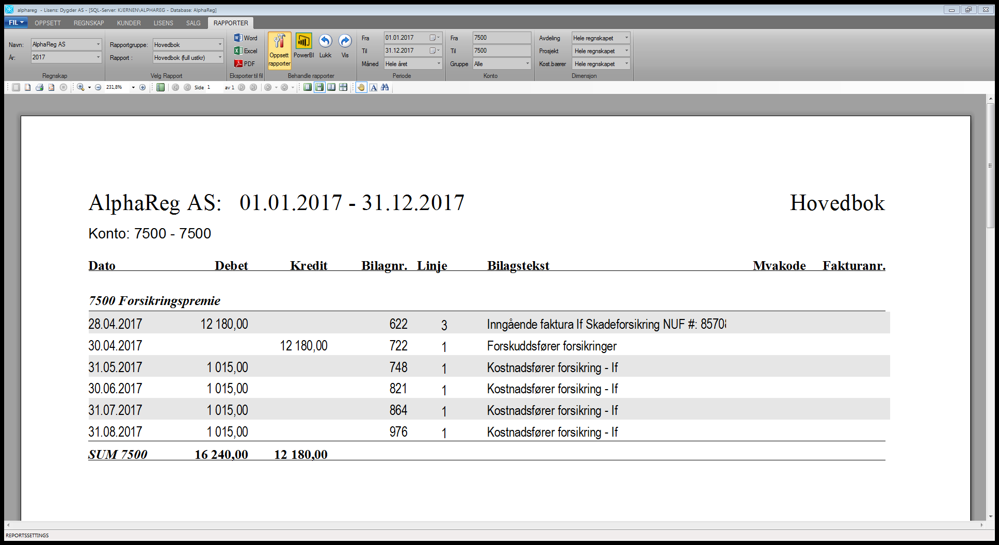 alphareg - Lisens: Dygder AS - [SQL-Server: KJERNEN\ALPHAREG - Database: AlphaReg]
FIL OPPSETT REGNSKAP KUNDER LISENS SALG RAPPORTER
Navn: AlphaReg AS
År: 2017
Regnskap
Rapportgruppe: Hovedbok
Rapport : Hovedbok (full ustkr)
Velg Rapport
Word
Excel
PDF
Eksporter til fil
Oppsett rapporter PowerBI Lukk Vis
Behandle rapporter
Fra 01.01.2017
Til 31.12.2017
Måned Hele året
Periode
Fra 7500
Til 7500
Gruppe Alle
Konto
Avdeling Hele regnskapet
Prosjekt Hele regnskapet
Kost.bærer Hele regnskapet
Dimensjon
231,8% Side 1 av 1 A
AlphaReg AS: 01.01.2017 - 31.12.2017 Hovedbok
Konto: 7500 - 7500
Dato Debet Kredit Bilagnr. Linje Bilagstekst Mvakode Fakturanr.
7500 Forsikringspremie
28.04.2017 12 180,00 622 3 Inngående faktura If Skadeforsikring NUF #: 85708
30.04.2017 12 180,00 722 1 Forskuddsfører forsikringer
31.05.2017 1 015,00 748 1 Kostnadsfører forsikring - If
30.06.2017 1 015,00 821 1 Kostnadsfører forsikring - If
31.07.2017 1 015,00 864 1 Kostnadsfører forsikring - If
31.08.2017 1 015,00 976 1 Kostnadsfører forsikring - If
SUM 7500 16 240,00 12 180,00
REPORTSSETTINGS